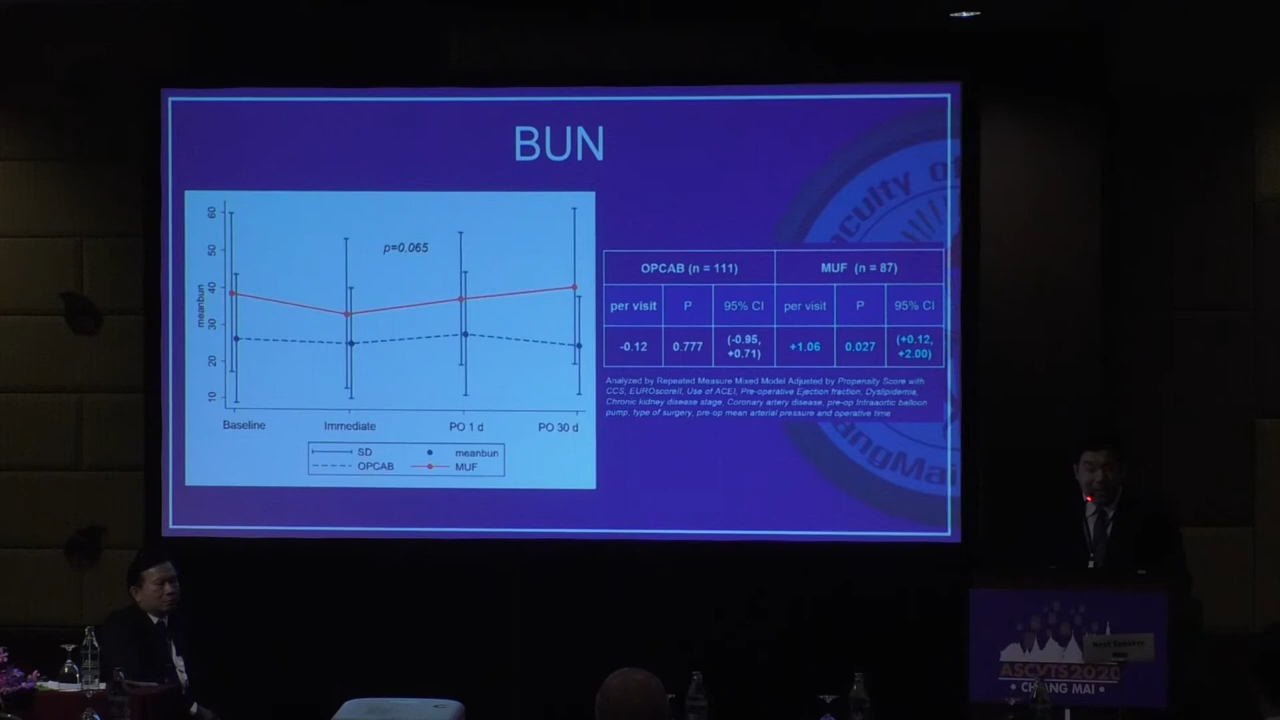 BUN
culty of
60
50
40
30
20
10
meanbun
p=0.065
Baseline
Immediate
PO 1 d
PO 30 d
SD
meanbun
OPCAB
MUF
OPCAB (n = 111)
MUF (n = 87)
per visit
P
95% CI
per visit
P
95% CI
-0.12
0.777
(-0.95,
+0.71)
+1.06
0.027
(+0.12,
+2.00)
Analyzed by Repeated Measure Mixed Model Adjusted by Propensity Score with
CCS, EUROscoreII, Use of ACEI, Pre-operative Ejection fraction, Dyslipidemia,
Chronic kidney disease stage, Coronary artery disease, pre-op Intraaortic balloon
pump, type of surgery, pre-op mean arterial pressure and operative time
angMai
Next Speaker
ASCVTS2020
• CHIANG MAI •